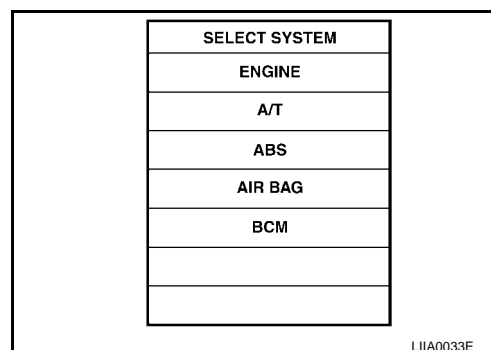 SELECT SYSTEM
ENGINE
A/T
ABS
AIR BAG
BCM
LIIA0033E